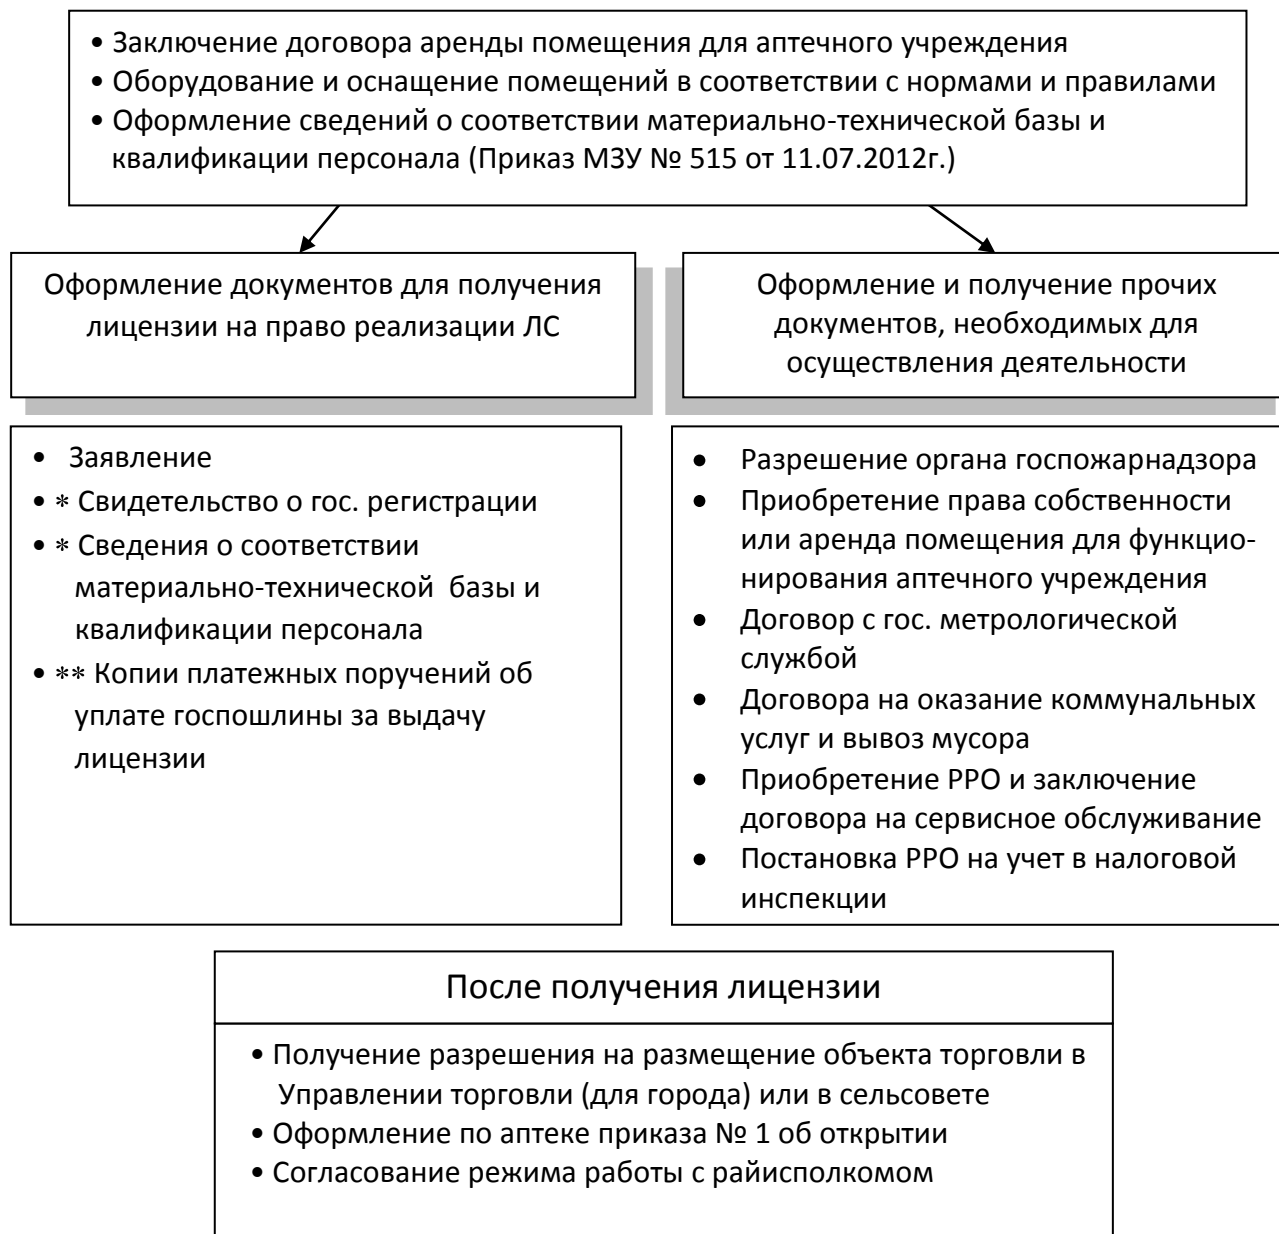 • Заключение договора аренды помещения для аптечного учреждения
• Оборудование и оснащение помещений в соответствии с нормами и правилами
• Оформление сведений о соответствии материально-технической базы и
квалификации персонала (Приказ МЗУ № 515 от 11.07.2012г.)
Оформление документов для получения
лицензии на право реализации ЛС
Оформление и получение прочих
документов, необходимых для
осуществления деятельности
• Заявление
• * Свидетельство о гос. регистрации
• * Сведения о соответствии
материально-технической базы и
квалификации персонала
• ** Копии платежных поручений об
уплате госпошлины за выдачу
лицензии
• Разрешение органа госпожарнадзора
• Приобретение права собственности
или аренда помещения для функцио-
нирования аптечного учреждения
• Договор с гос. метрологической
службой
• Договора на оказание коммунальных
услуг и вывоз мусора
• Приобретение РРО и заключение
договора на сервисное обслуживание
• Постановка РРО на учет в налоговой
инспекции
После получения лицензии
• Получение разрешения на размещение объекта торговли в
Управлении торговли (для города) или в сельсовете
• Оформление по аптеке приказа № 1 об открытии
• Согласование режима работы с райисполкомом